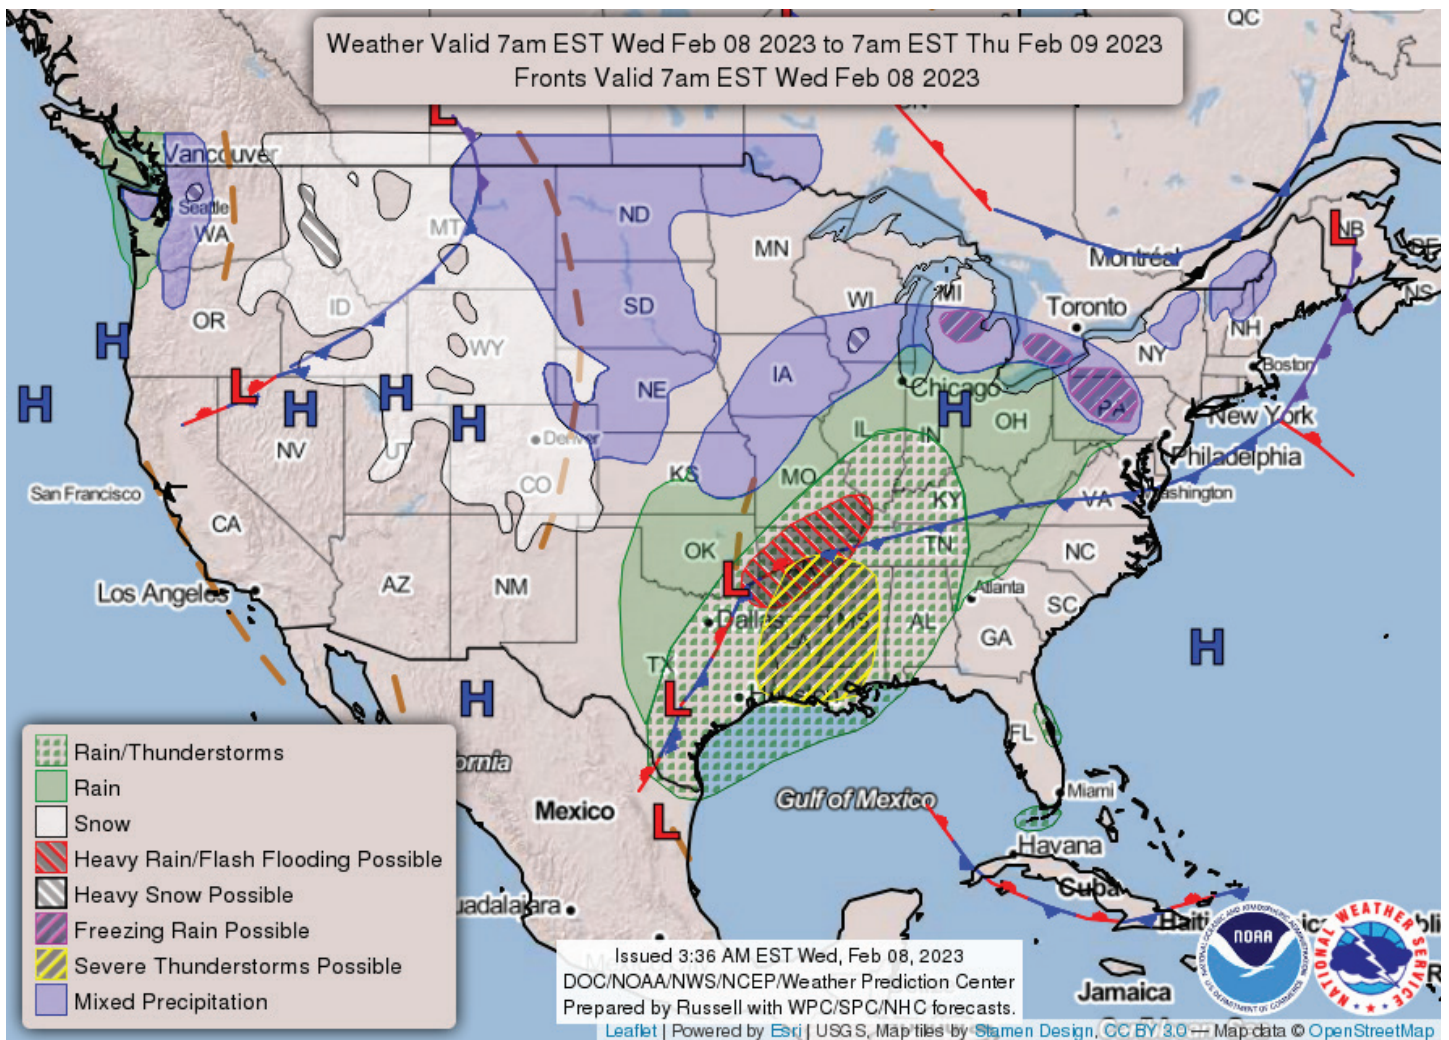 Weather Valid 7am EST Wed Feb 08 2023 to 7am EST Thu Feb 09 2023
Fronts Valid 7am EST Wed Feb 08 2023
QC
L
Vancouver
Seattle
WA
MT
ND
MN
Montréal
L
NB
NS
H
OR
ID
SD
WI
MI
Toronto
NH
H
L
H
H
H
WY
NE
IA
NY
Boston
Chicago
H
OH
PA
New York
Philadelphia
NV
UT
Denver
CO
KS
MO
IL
IN
KY
VA
San Francisco
CA
OK
TN
NC
Los Angeles
AZ
NM
L
Dallas
MS
AL
Atlanta
SC
GA
LA
H
TX
L
H
FL
Miami
Mexico
L
Gulf of Mexico
Havana
Cuba
Haiti
Jamaica
Rain/Thunderstorms
Rain
Snow
Heavy Rain/Flash Flooding Possible
Heavy Snow Possible
Freezing Rain Possible
Severe Thunderstorms Possible
Mixed Precipitation
Issued 3:36 AM EST Wed, Feb 08, 2023
DOC/NOAA/NWS/NCEP/Weather Prediction Center
Prepared by Russell with WPC/SPC/NHC forecasts.
NOAA
NATIONAL WEATHER SERVICE
Leaflet | Powered by Esri | USGS, Map tiles by Stamen Design, CC BY 3.0 — Map data © OpenStreetMap